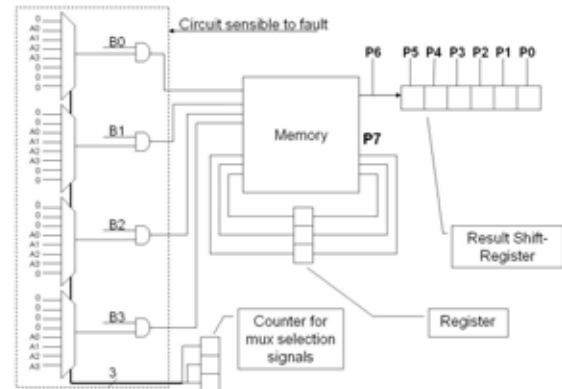 Circuit sensible to fault
0
A0
A1
A2
A3
0
0
0
B0
P6
P5 P4 P3 P2 P1 P0
0
0
A0
A1
A2
A3
0
0
B1
Memory
P7
0
0
0
A0
A1
A2
A3
0
B2
Result Shift-
Register
0
0
0
0
A0
A1
A2
A3
B3
3
Counter for
mux selection
signals
Register